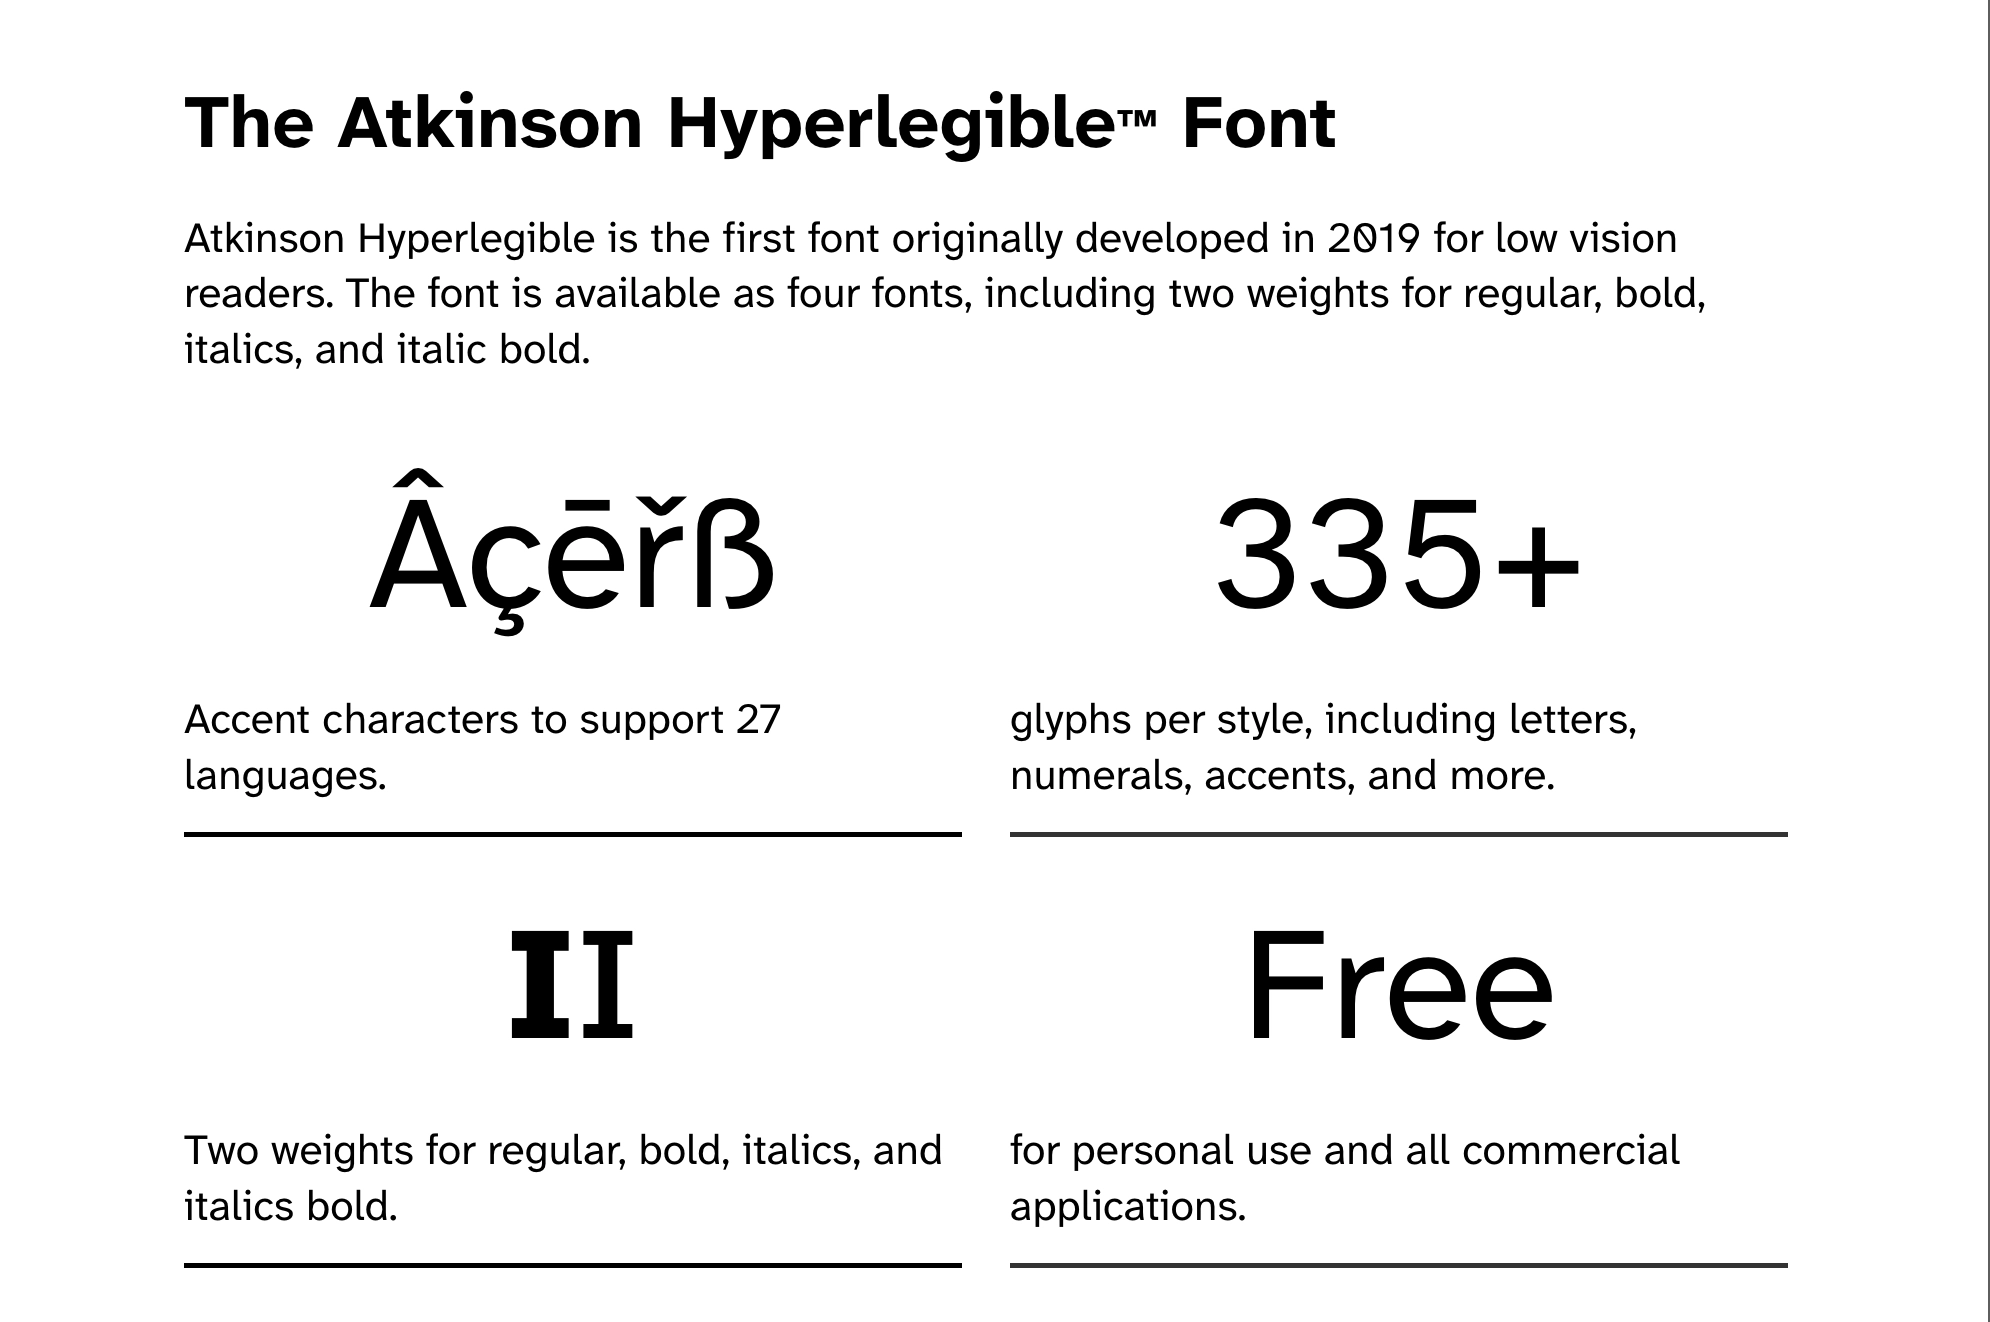 The Atkinson Hyperlegible™ Font
Atkinson Hyperlegible is the first font originally developed in 2019 for low vision
readers. The font is available as four fonts, including two weights for regular, bold,
italics, and italic bold.
Âçēřß
335+
Accent characters to support 27
languages.
glyphs per style, including letters,
numerals, accents, and more.
II
Free
Two weights for regular, bold, italics, and
italics bold.
for personal use and all commercial
applications.